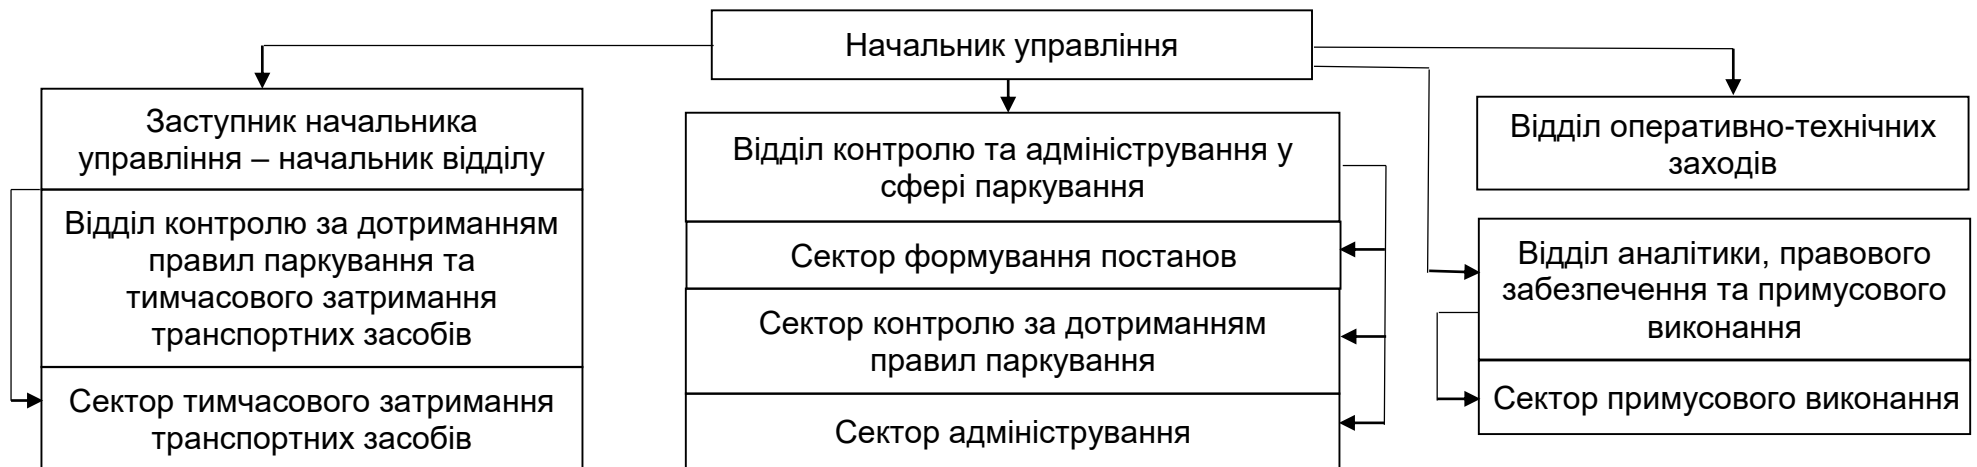 Начальник управління
Заступник начальника
управління – начальник відділу
Відділ контролю за дотриманням
правил паркування та
тимчасового затримання
транспортних засобів
Сектор тимчасового затримання
транспортних засобів
Відділ контролю та адміністрування у
сфері паркування
Сектор формування постанов
Сектор контролю за дотриманням
правил паркування
Сектор адміністрування
Відділ оперативно-технічних
заходів
Відділ аналітики, правового
забезпечення та примусового
виконання
Сектор примусового виконання